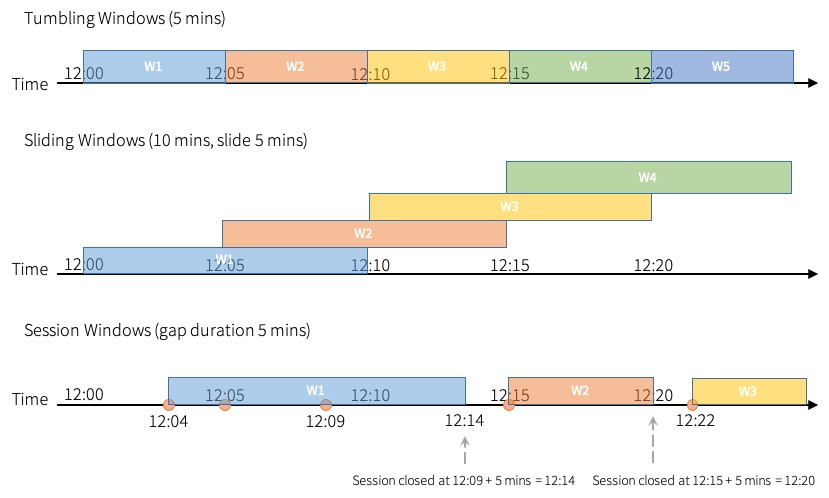 Tumbling Windows (5 mins)
W1 W2 W3 W4 W5
Time 12:00 12:05 12:10 12:15 12:20
Sliding Windows (10 mins, slide 5 mins)
W4
W3
W2
W1
Time 12:00 12:05 12:10 12:15 12:20
Session Windows (gap duration 5 mins)
W1 W2 W3
Time 12:00 12:05 12:10 12:15 12:20
12:04 12:09 12:14 12:22
Session closed at 12:09 + 5 mins = 12:14 Session closed at 12:15 + 5 mins = 12:20